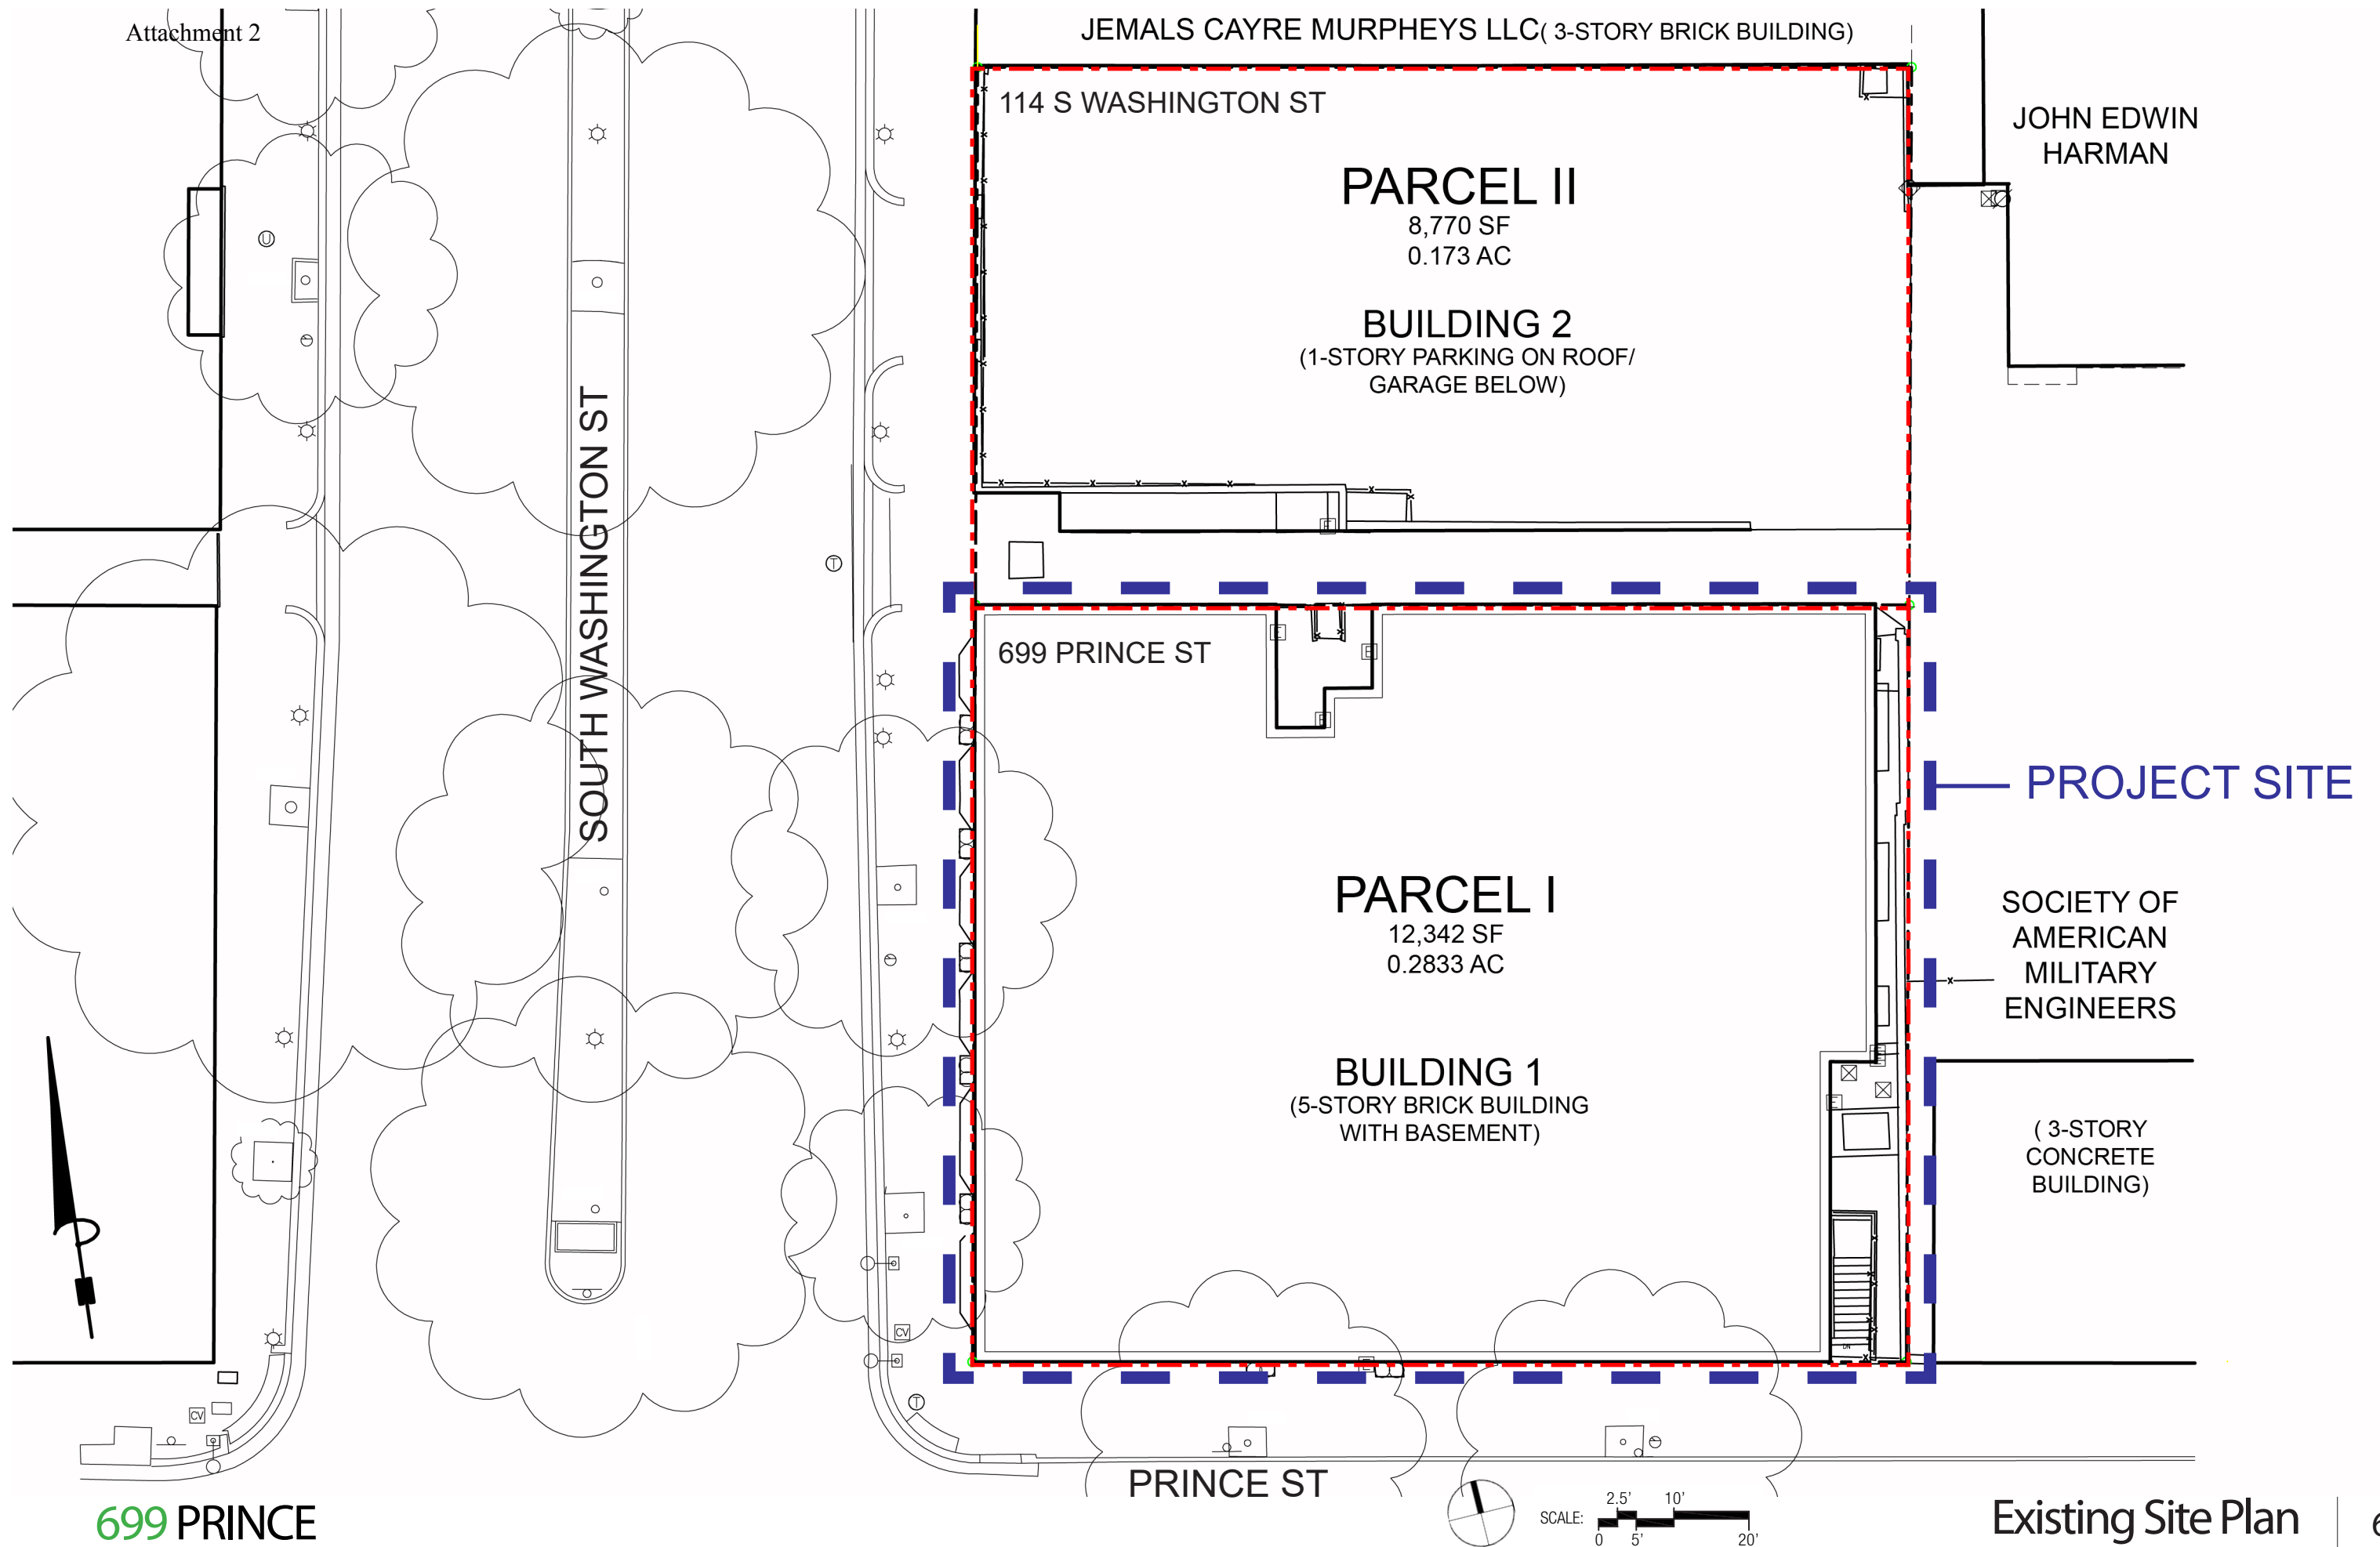 Attachment 2
JEMALS CAYRE MURPHEYS LLC( 3-STORY BRICK BUILDING)
114 S WASHINGTON ST
JOHN EDWIN
HARMAN
PARCEL II
8,770 SF
0.173 AC
BUILDING 2
(1-STORY PARKING ON ROOF/
GARAGE BELOW)
SOUTH WASHINGTON ST
U
T
E
699 PRINCE ST
E
E
E
PROJECT SITE
PARCEL I
12,342 SF
0.2833 AC
SOCIETY OF
AMERICAN
MILITARY
ENGINEERS
BUILDING 1
(5-STORY BRICK BUILDING
WITH BASEMENT)
E
E
( 3-STORY
CONCRETE
BUILDING)
CV
DN
E
T
CV
PRINCE ST
699 PRINCE
SCALE:
2.5' 10'
0 5' 20'
Existing Site Plan